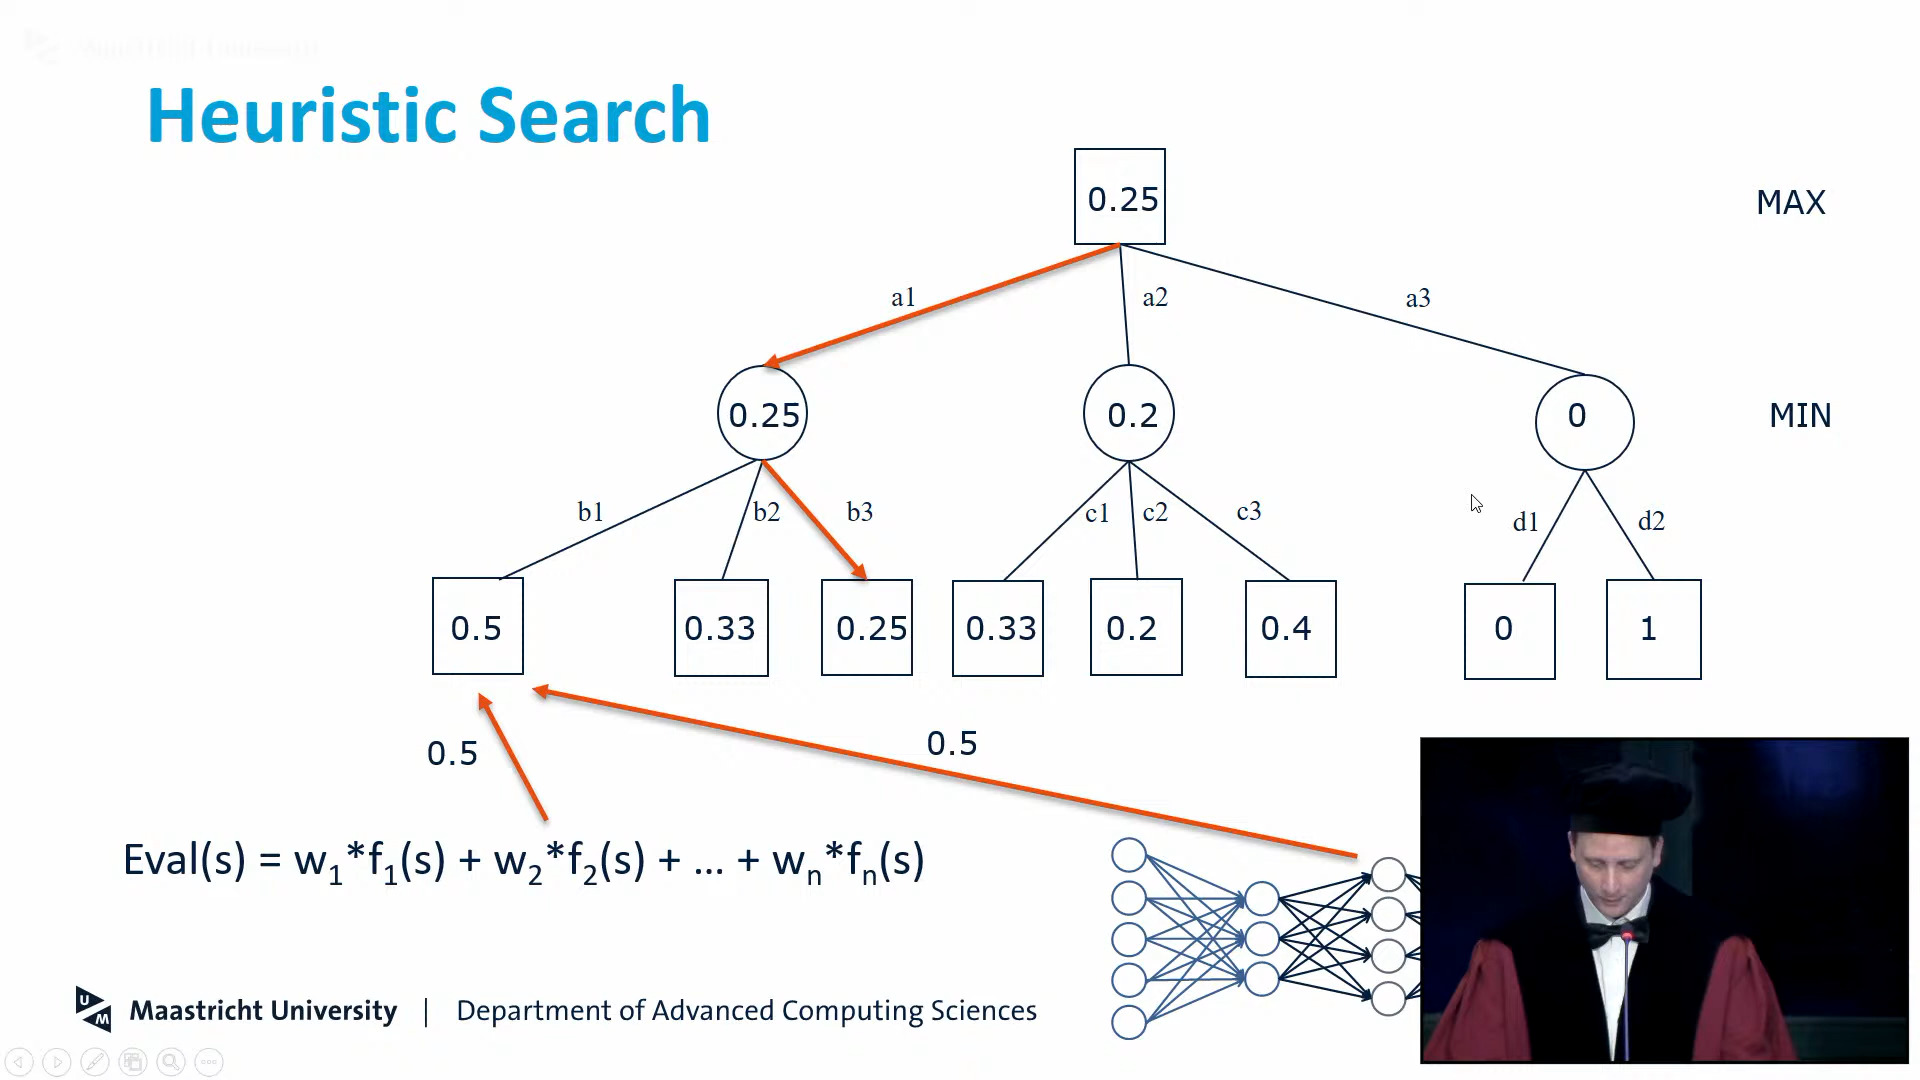 Heuristic Search
0.25
MAX
a1
a2
a3
0.25
0.2
0
MIN
b1
b2
b3
c1
c2
c3
d1
d2
0.5
0.33
0.25
0.33
0.2
0.4
0
1
0.5
0.5
Eval(s) = w1*f1(s) + w2*f2(s) + ... + wn*fn(s)
UM Maastricht University | Department of Advanced Computing Sciences